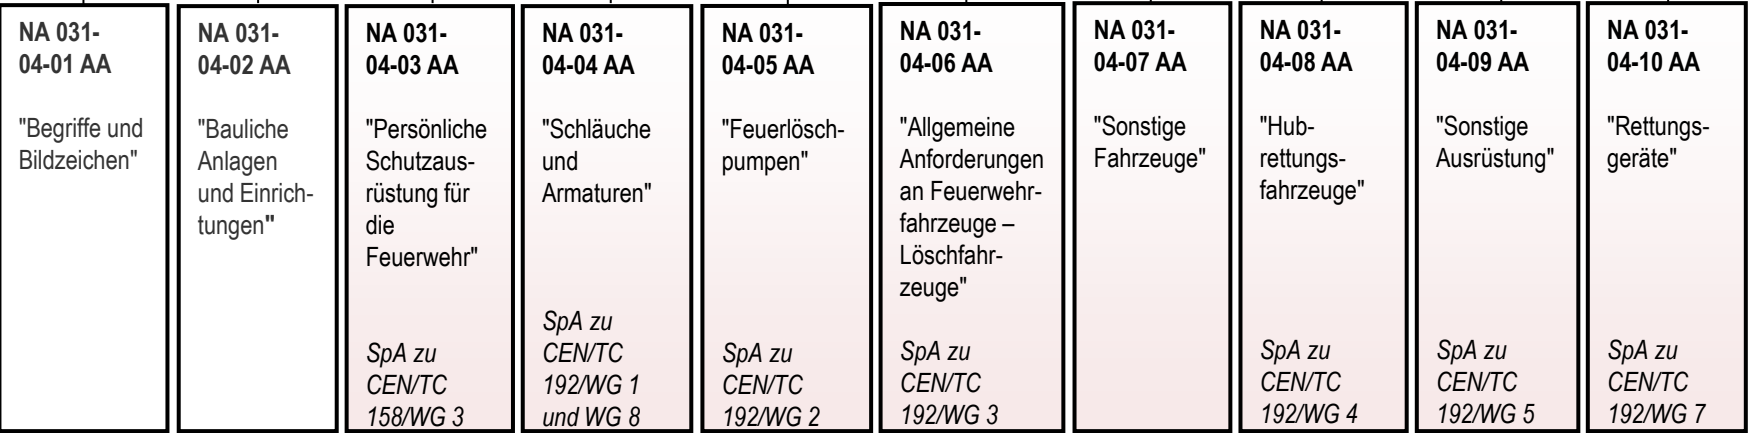 NA 031-
04-01 AA
"Begriffe und
Bildzeichen"
NA 031-
04-02 AA
"Bauliche
Anlagen
und Einrich-
tungen"
NA 031-
04-03 AA
"Persönliche
Schutzaus-
rüstung für
die
Feuerwehr"
SpA zu
CEN/TC
158/WG 3
NA 031-
04-04 AA
"Schläuche
und
Armaturen"
SpA zu
CEN/TC
192/WG 1
und WG 8
NA 031-
04-05 AA
"Feuerlösch-
pumpen"
SpA zu
CEN/TC
192/WG 2
NA 031-
04-06 AA
"Allgemeine
Anforderungen
an Feuerwehr-
fahrzeuge –
Löschfahr-
zeuge"
SpA zu
CEN/TC
192/WG 3
NA 031-
04-07 AA
"Sonstige
Fahrzeuge"
NA 031-
04-08 AA
"Hub-
rettungs-
fahrzeuge"
SpA zu
CEN/TC
192/WG 4
NA 031-
04-09 AA
"Sonstige
Ausrüstung"
SpA zu
CEN/TC
192/WG 5
NA 031-
04-10 AA
"Rettungs-
geräte"
SpA zu
CEN/TC
192/WG 7